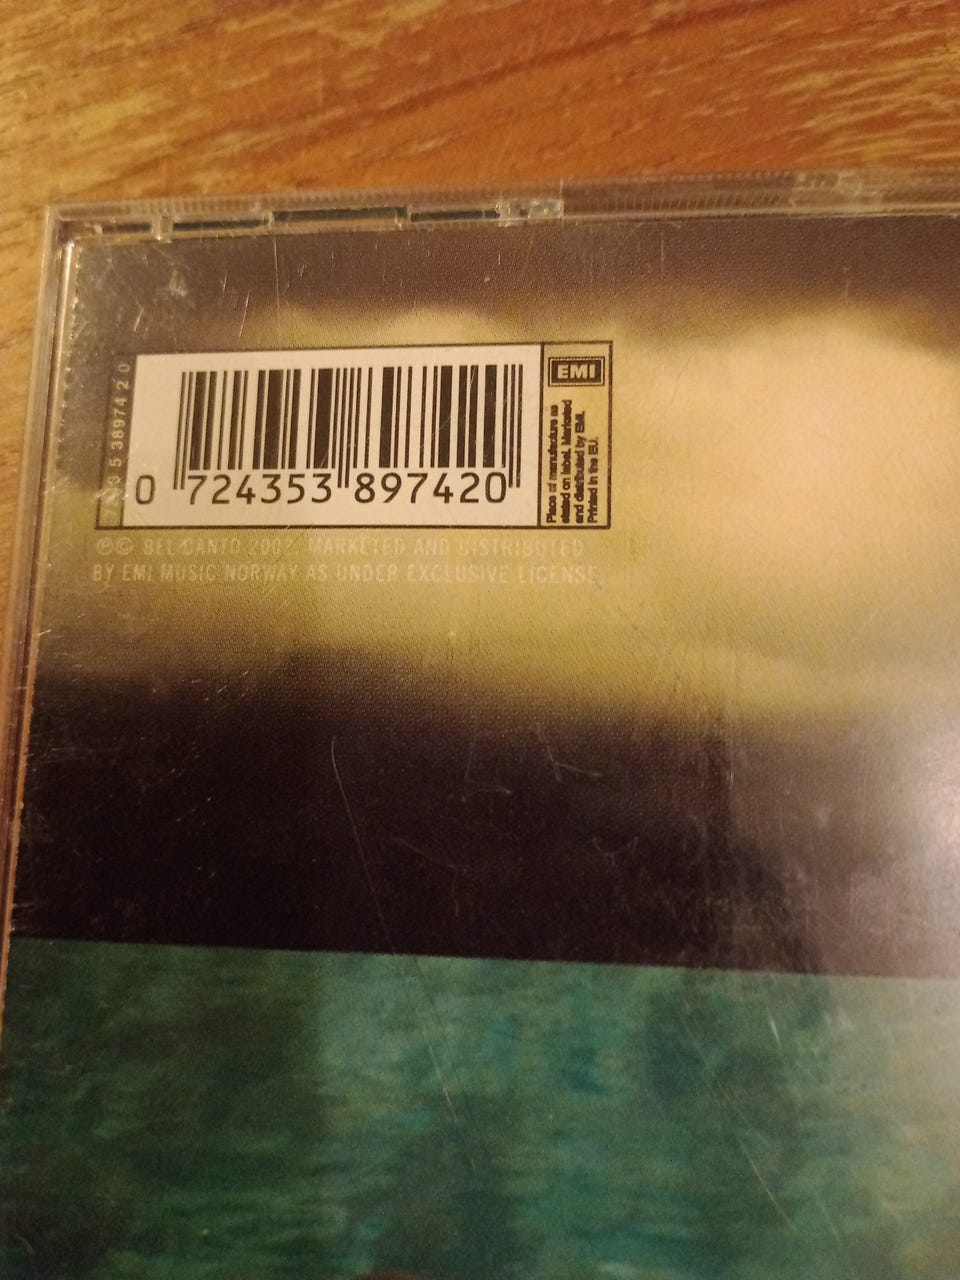 5 38974 2 0
0 724353 897420
EMI
Place of manufacture as
stated on label. Marketed
and distributed by EMI.
Printed in the EU.
℗© BEL CANTO 2002. MARKETED AND DISTRIBUTED
BY EMI MUSIC NORWAY AS UNDER EXCLUSIVE LICENSE